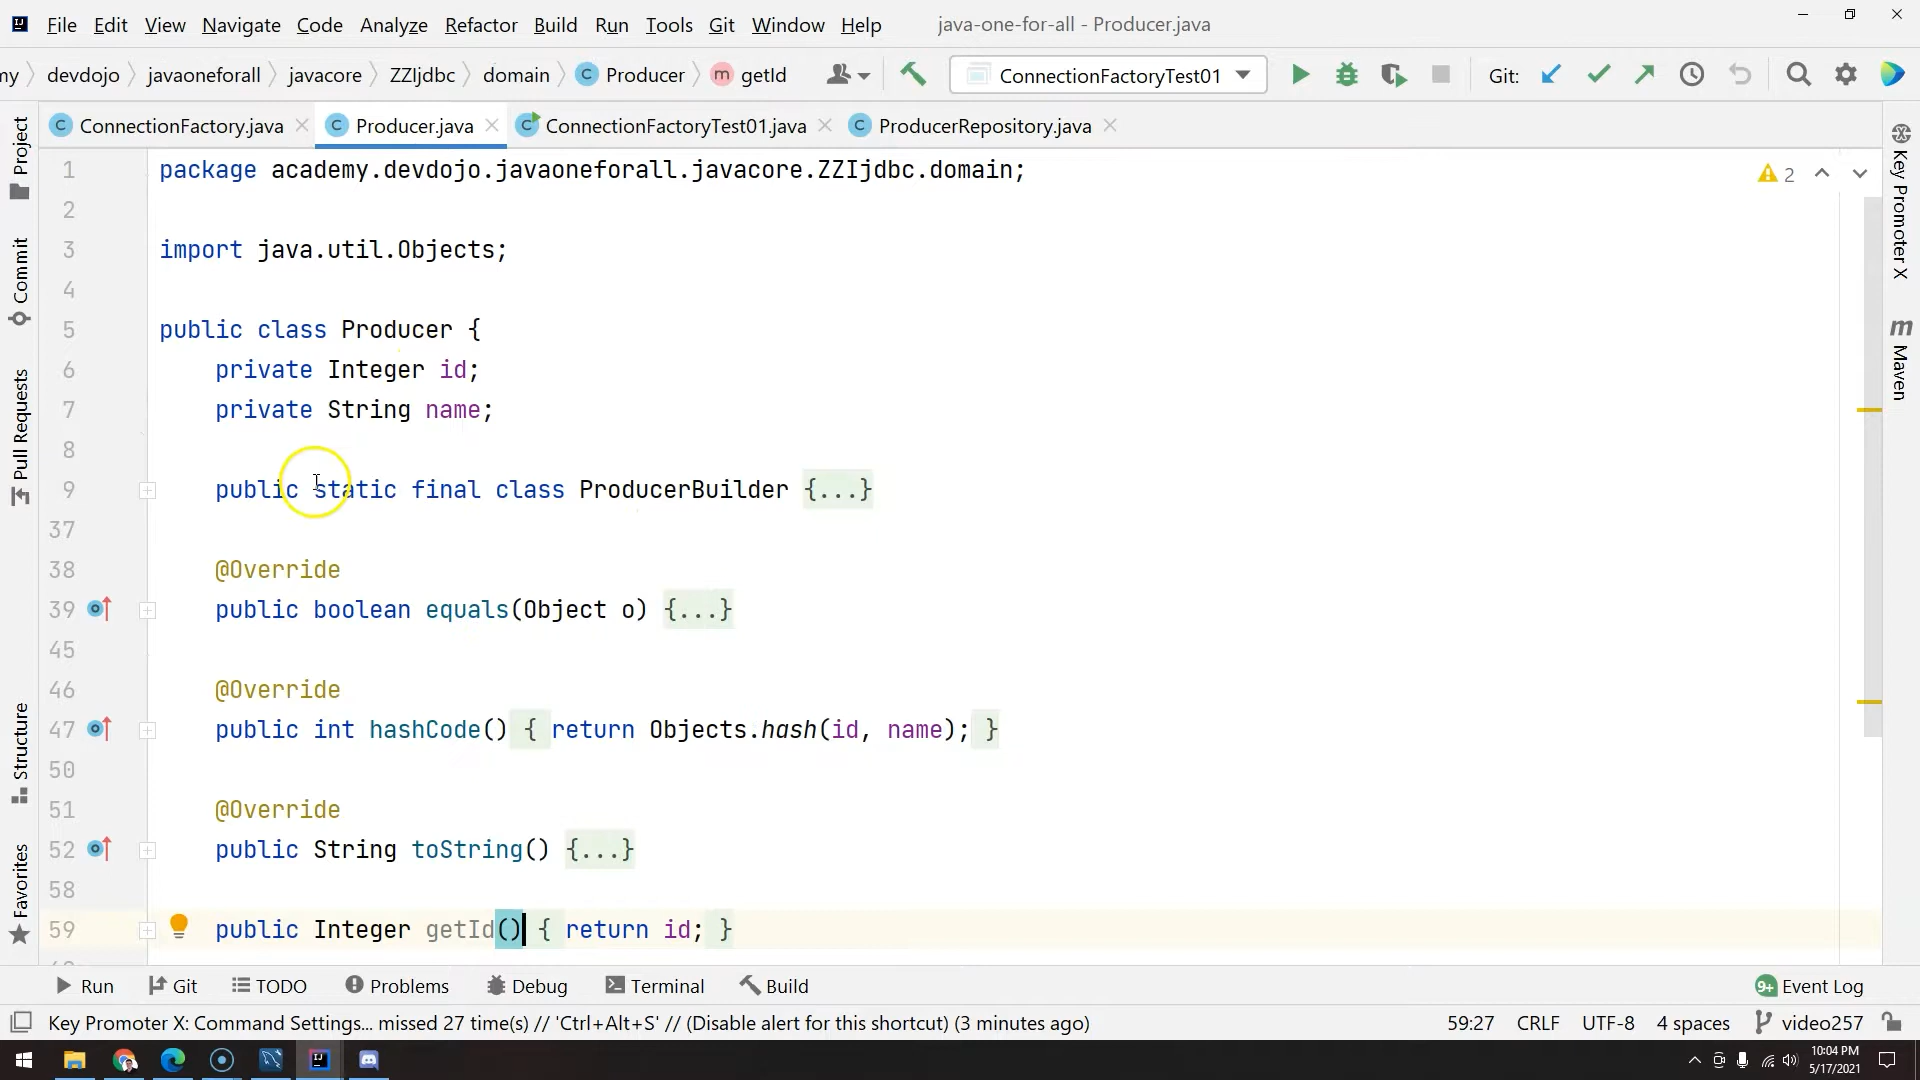 File Edit View Navigate Code Analyze Refactor Build Run Tools Git Window Help java-one-for-all - Producer.java
my devdojo javaoneforall javacore ZZIjdbc domain Producer getId ConnectionFactoryTest01 Git:
ConnectionFactory.java Producer.java ConnectionFactoryTest01.java ProducerRepository.java
1 package academy.devdojo.javaoneforall.javacore.ZZIjdbc.domain;
2
3 import java.util.Objects;
4
5 public class Producer {
6 private Integer id;
7 private String name;
8
9 public static final class ProducerBuilder {...}
37
38 @Override
39 public boolean equals(Object o) {...}
45
46 @Override
47 public int hashCode() { return Objects.hash(id, name); }
50
51 @Override
52 public String toString() {...}
58
59 public Integer getId() { return id; }
2
Project
Commit
Pull Requests
Structure
Favorites
Key Promoter X
Maven
Run Git TODO Problems Debug Terminal Build 9+ Event Log
Key Promoter X: Command Settings... missed 27 time(s) // 'Ctrl+Alt+S' // (Disable alert for this shortcut) (3 minutes ago) 59:27 CRLF UTF-8 4 spaces video257
10:04 PM
5/17/2021